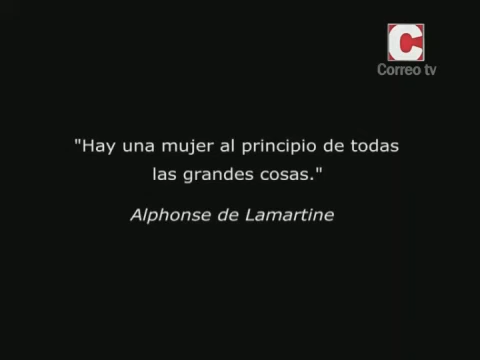 C
Correo tv
"Hay una mujer al principio de todas
las grandes cosas."
Alphonse de Lamartine